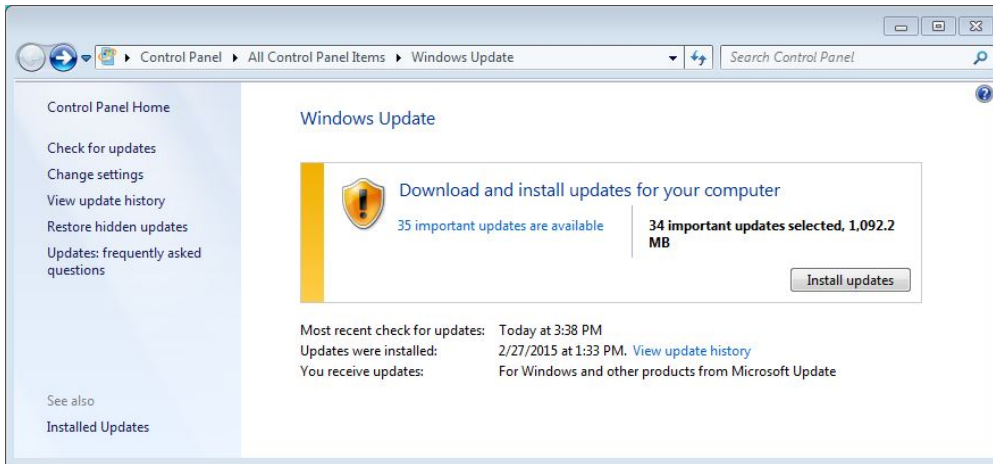 Control Panel All Control Panel Items Windows Update Search Control Panel
Control Panel Home
Check for updates
Change settings
View update history
Restore hidden updates
Updates: frequently asked
questions
See also
Installed Updates
Windows Update
Download and install updates for your computer
35 important updates are available
34 important updates selected, 1,092.2
MB
Install updates
Most recent check for updates: Today at 3:38 PM
Updates were installed: 2/27/2015 at 1:33 PM. View update history
You receive updates: For Windows and other products from Microsoft Update